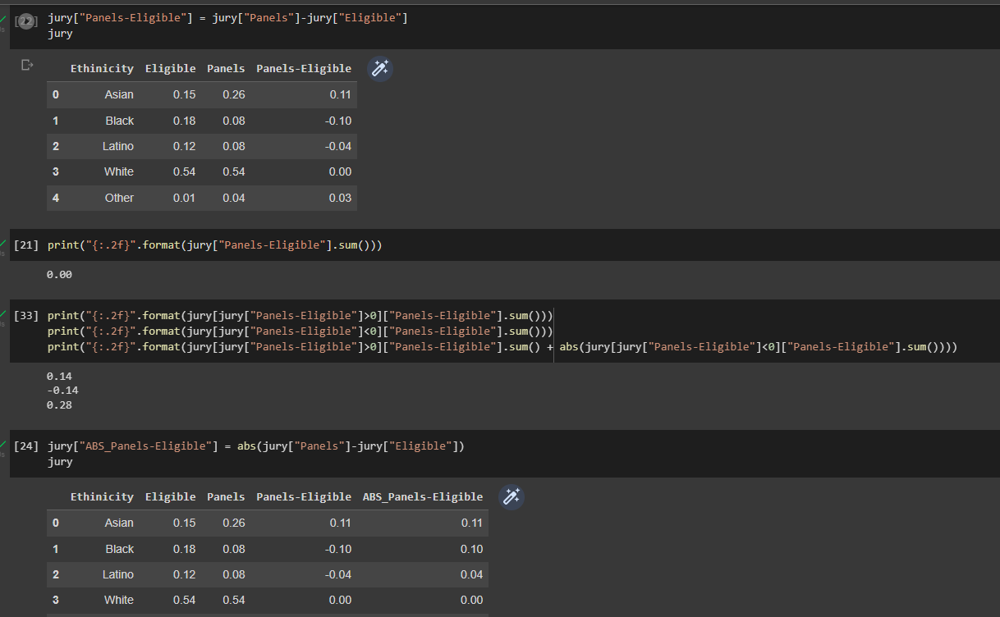 [22] jury["Panels-Eligible"] = jury["Panels"]-jury["Eligible"]
jury
Ethinicity Eligible Panels Panels-Eligible
0 Asian 0.15 0.26 0.11
1 Black 0.18 0.08 -0.10
2 Latino 0.12 0.08 -0.04
3 White 0.54 0.54 0.00
4 Other 0.01 0.04 0.03
[21] print("{:.2f}".format(jury["Panels-Eligible"].sum()))
0.00
[33] print("{:.2f}".format(jury[jury["Panels-Eligible"]>0]["Panels-Eligible"].sum()))
print("{:.2f}".format(jury[jury["Panels-Eligible"]<0]["Panels-Eligible"].sum()))
print("{:.2f}".format(jury[jury["Panels-Eligible"]>0]["Panels-Eligible"].sum() + abs(jury[jury["Panels-Eligible"]<0]["Panels-Eligible"].sum())))
0.14
-0.14
0.28
[24] jury["ABS_Panels-Eligible"] = abs(jury["Panels"]-jury["Eligible"])
jury
Ethinicity Eligible Panels Panels-Eligible ABS_Panels-Eligible
0 Asian 0.15 0.26 0.11 0.11
1 Black 0.18 0.08 -0.10 0.10
2 Latino 0.12 0.08 -0.04 0.04
3 White 0.54 0.54 0.00 0.00